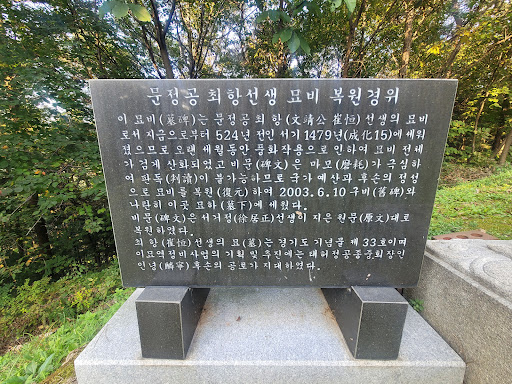 문정공 최항선생 묘비 복원경위
이 묘비(墓碑)는 문정공 최 항(文靖公 崔恒)선생의 묘비
로서 지금으로부터 524년 전인 서기 1479년(成化15)에 세워
졌으므로 오랜 세월동안 풍화작용으로 인하여 묘비 전체
가 검게 산화되었고 비문(碑文)은 마모(磨耗)가 극심하
여 판독(判讀)이 불가능하므로 국가 예산과 후손의 정성
으로 묘비를 복원(復元)하여 2003.6.10 구비(舊碑)와
나란히 이곳 묘하(墓下)에 세웠다.
비문(碑文)은 서거정(徐居正)선생이 지은 원문(原文)대로
복원하였다.
최 항(崔恒)선생의 묘(墓)는 경기도 기념물 제 33호이며
이묘역정비사업의 기획 및 추진에는 태허정공종중회장인
인녕(麟寧)후손의 공로가 지대하였다.